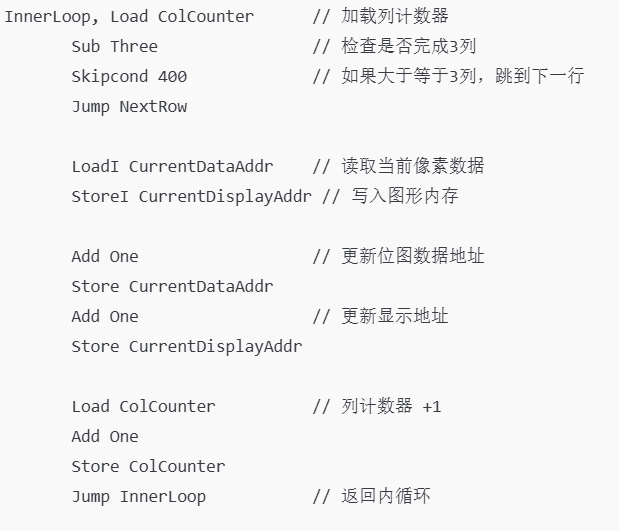 InnerLoop, Load ColCounter      // 加载列计数器
       Sub Three                // 检查是否完成3列
       Skipcond 400             // 如果大于等于3列，跳到下一行
       Jump NextRow

       LoadI CurrentDataAddr    // 读取当前像素数据
       StoreI CurrentDisplayAddr // 写入图形内存

       Add One                  // 更新位图数据地址
       Store CurrentDataAddr
       Add One                  // 更新显示地址
       Store CurrentDisplayAddr

       Load ColCounter          // 列计数器 +1
       Add One
       Store ColCounter
       Jump InnerLoop           // 返回内循环